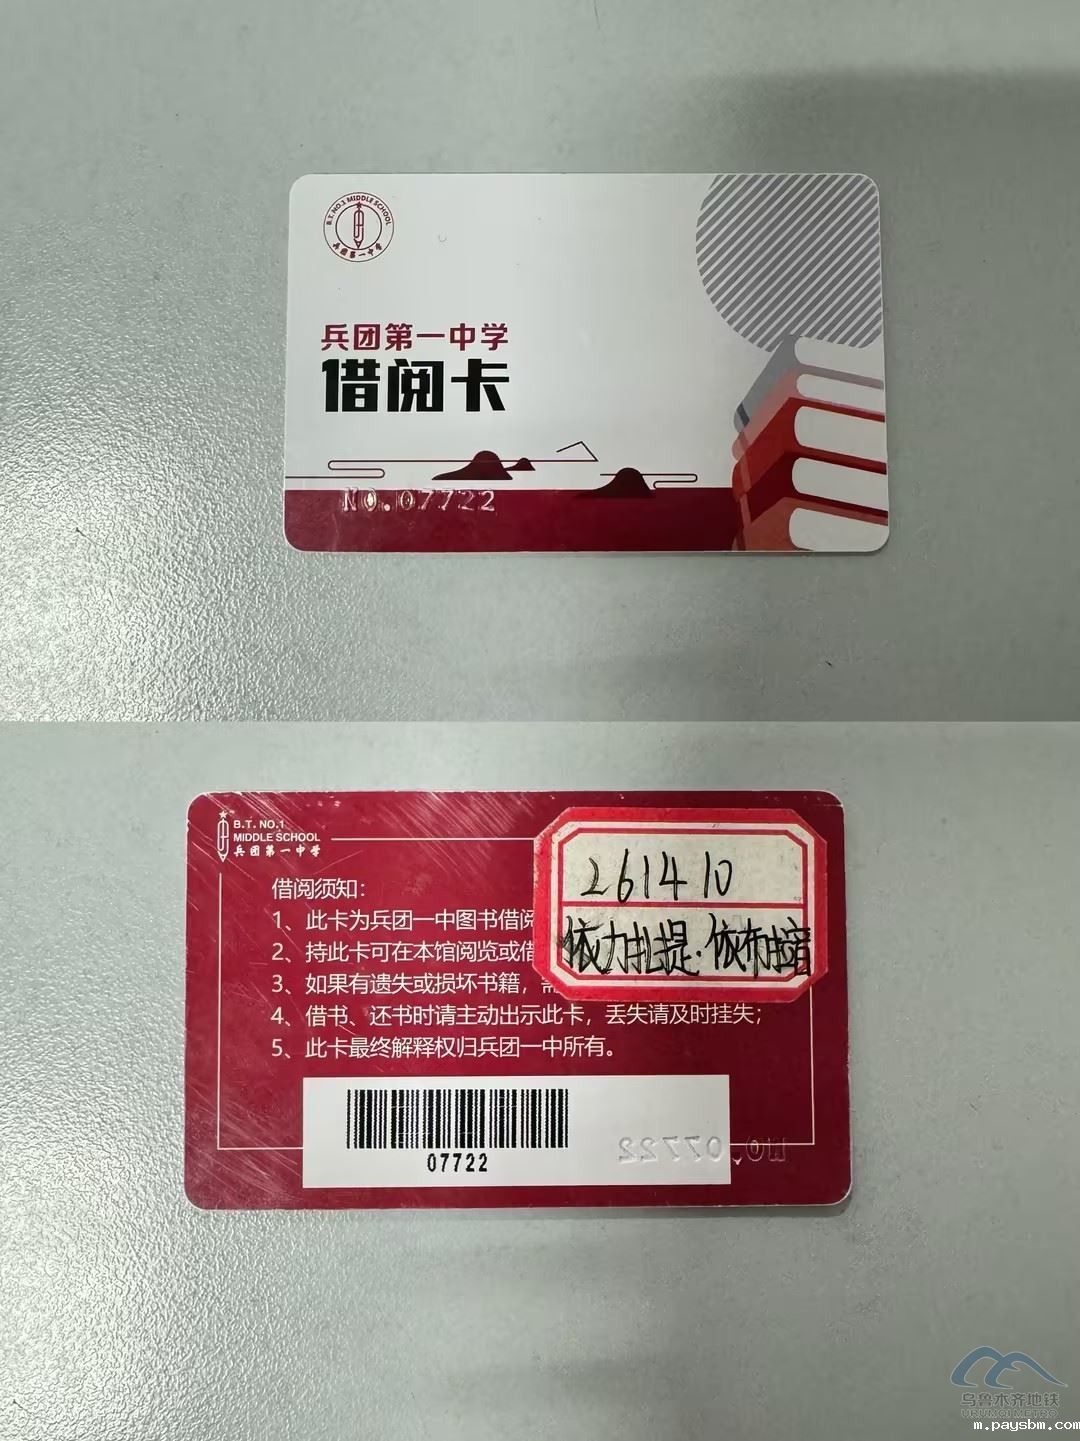 B.T. NO.1 MIDDLE SCHOOL
兵团第一中学
兵团第一中学
借阅卡
NO.07722
B.T. NO.1
MIDDLE SCHOOL
兵团第一中学
261410
依力扎提·依布拉音
借阅须知：
1、此卡为兵团一中图书借阅
2、持此卡可在本馆阅览或借
3、如果有遗失或损坏书籍，需
4、借书、还书时请主动出示此卡，丢失请及时挂失；
5、此卡最终解释权归兵团一中所有。
07722
NO.07722
乌鲁木齐地铁
URUMQI METRO
m.paysbm.com